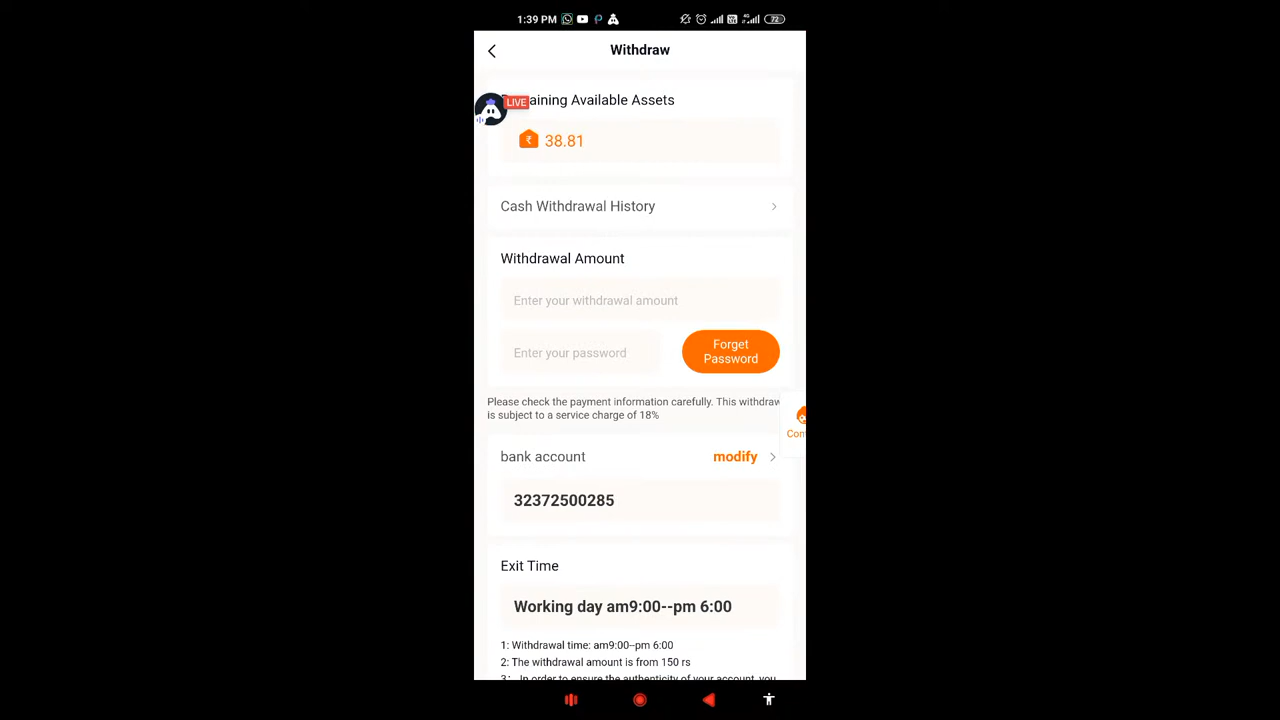 1:39 PM
4G
72
Withdraw
LIVE
aining Available Assets
₹ 38.81
Cash Withdrawal History
Withdrawal Amount
Enter your withdrawal amount
Enter your password
Forget
Password
Please check the payment information carefully. This withdraw
is subject to a service charge of 18%
Con
bank account modify
32372500285
Exit Time
Working day am9:00--pm 6:00
1: Withdrawal time: am9:00--pm 6:00
2: The withdrawal amount is from 150 rs
3: In order to ensure the authenticity of your account, you